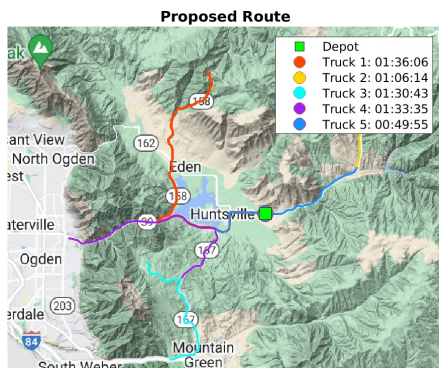 Proposed Route
Depot
Truck 1: 01:36:06
Truck 2: 01:06:14
Truck 3: 01:30:43
Truck 4: 01:33:35
Truck 5: 00:49:55
ak
158
162
ant View
North Ogden
est
Eden
158
Huntsville
39
aterville
167
Ogden
203
erdale
167
84
Mountain
Green
South Weber